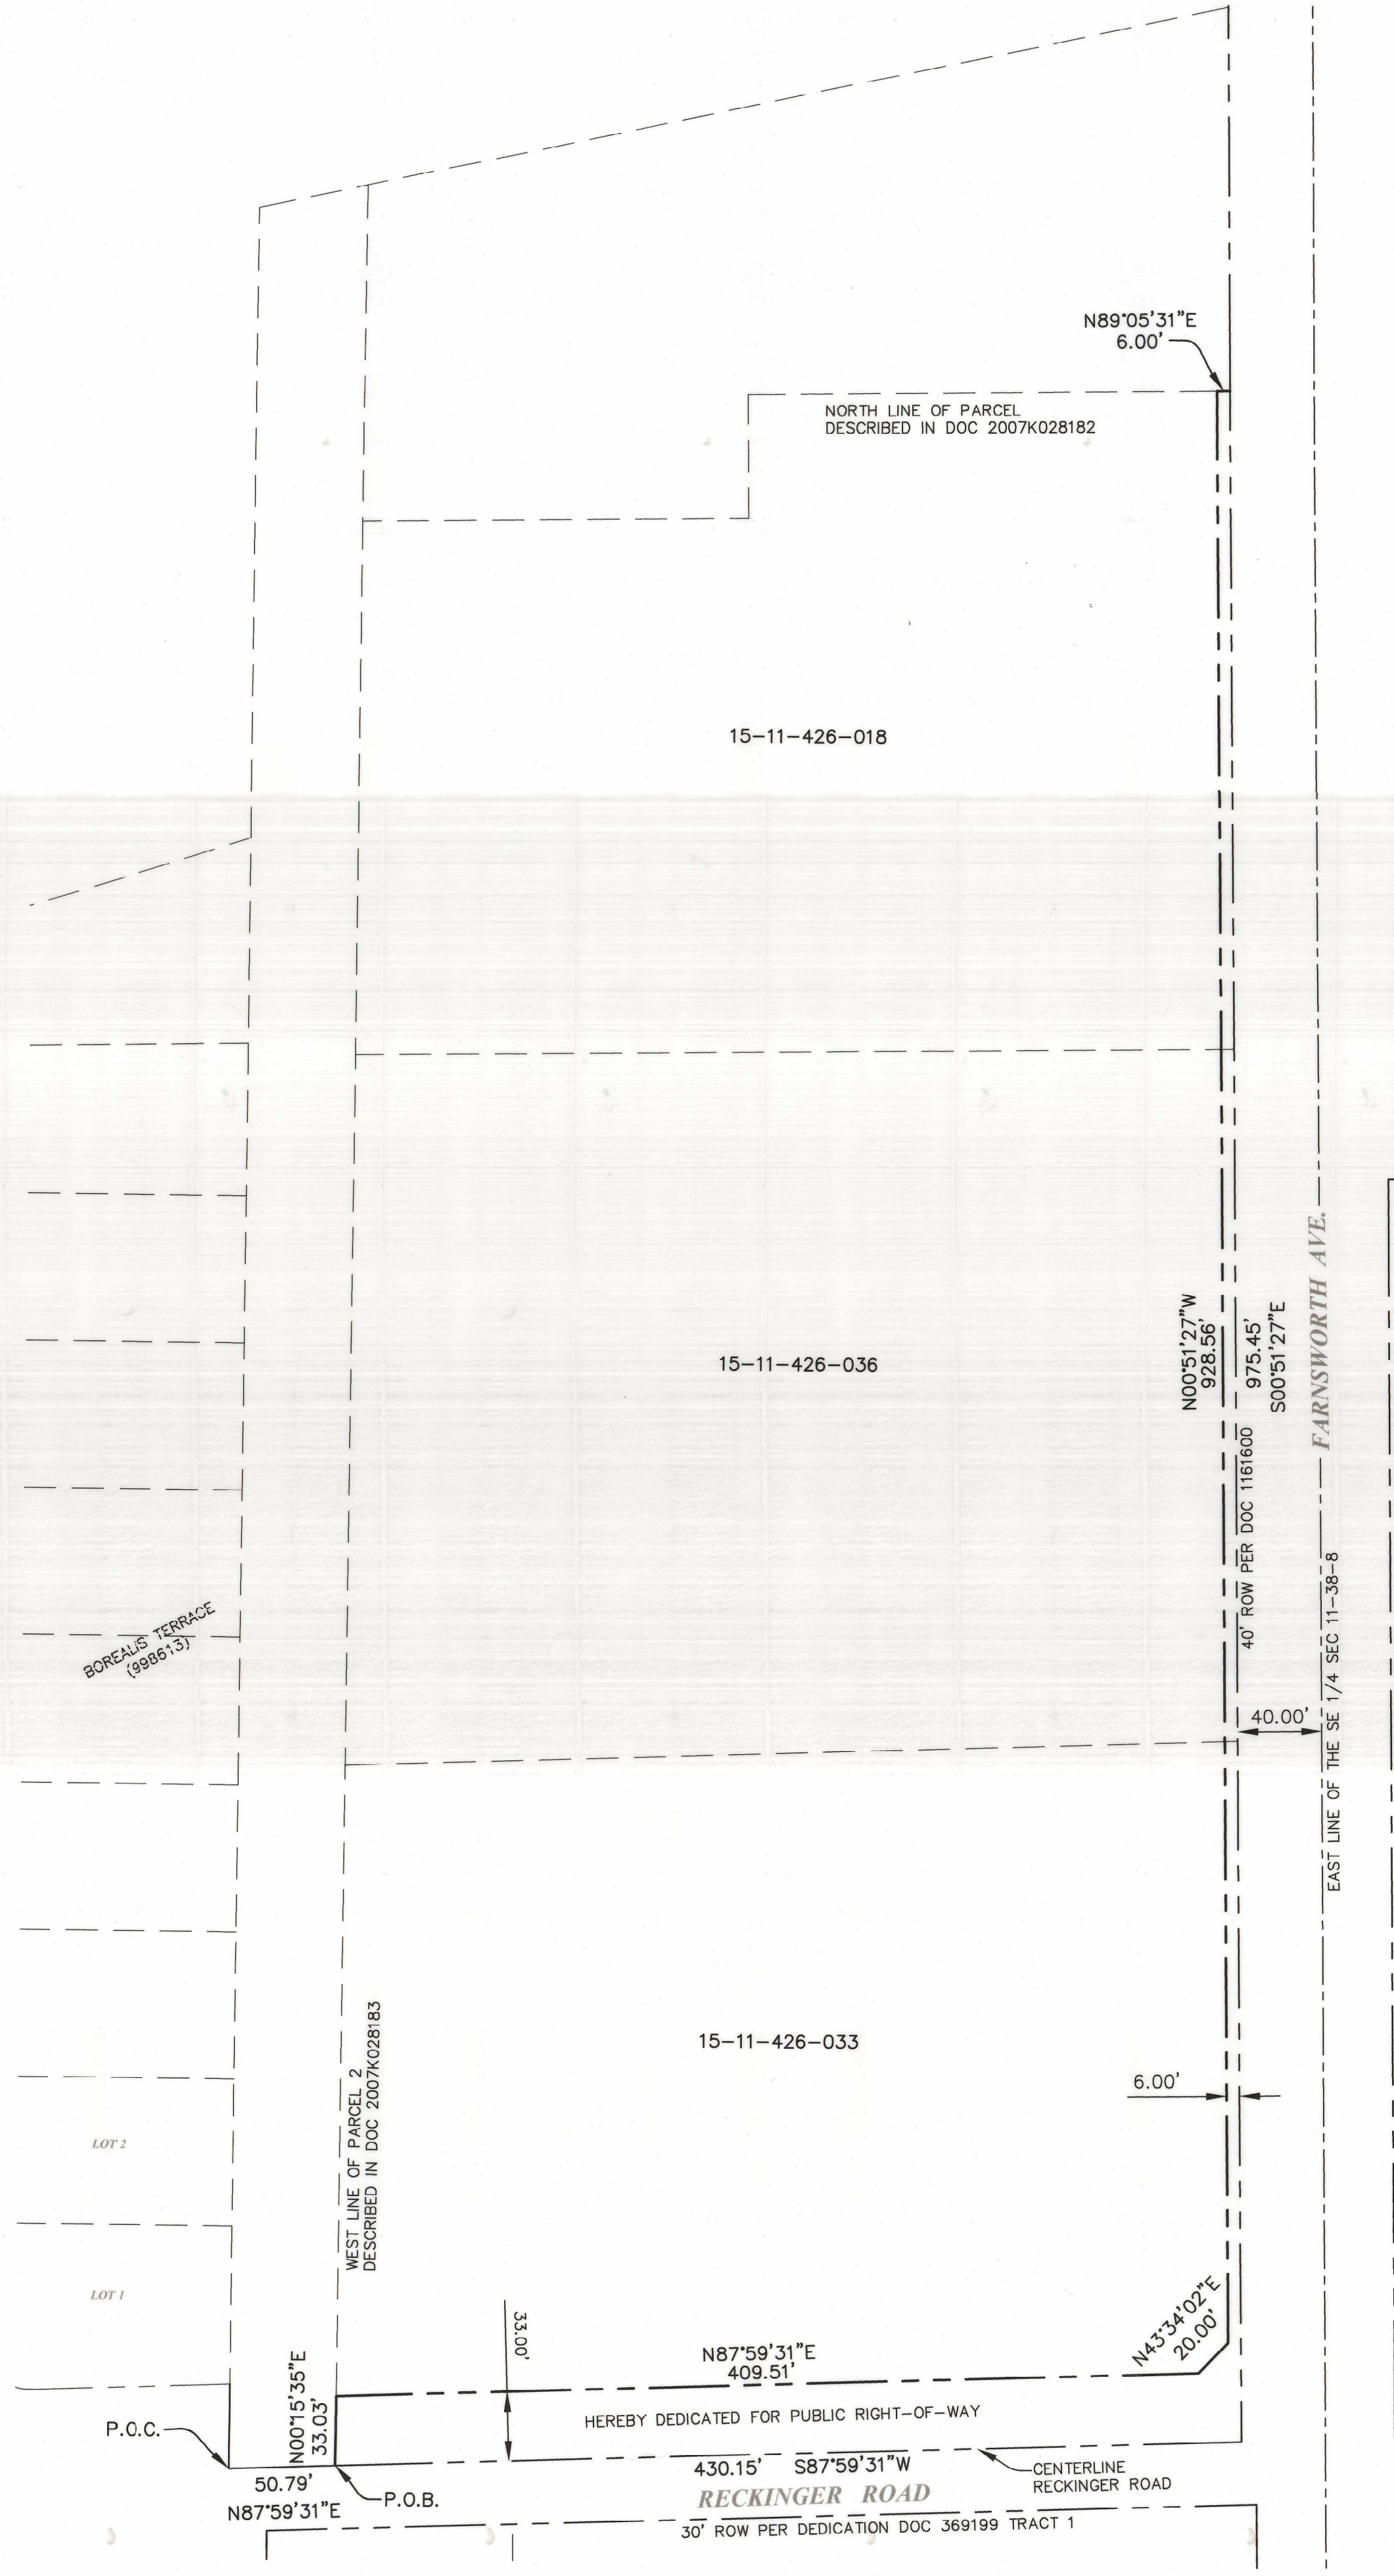 N89°05'31"E
6.00'
NORTH LINE OF PARCEL
DESCRIBED IN DOC 2007K028182
15-11-426-018
N00°51'27"W
928.56'
975.45'
S00°51'27"E
FARNSWORTH AVE.
15-11-426-036
40' ROW PER DOC 1161600
EAST LINE OF THE SE 1/4 SEC 11-38-8
BOREALIS TERRACE
(998613)
40.00'
15-11-426-033
WEST LINE OF PARCEL 2
DESCRIBED IN DOC 2007K028183
6.00'
LOT 2
LOT 1
33.00'
N43°34'02"E
20.00'
N87°59'31"E
409.51'
N00°15'35"E
33.03'
HEREBY DEDICATED FOR PUBLIC RIGHT-OF-WAY
P.O.C.
430.15' S87°59'31"W
CENTERLINE
RECKINGER ROAD
50.79'
N87°59'31"E
P.O.B.
RECKINGER ROAD
30' ROW PER DEDICATION DOC 369199 TRACT 1